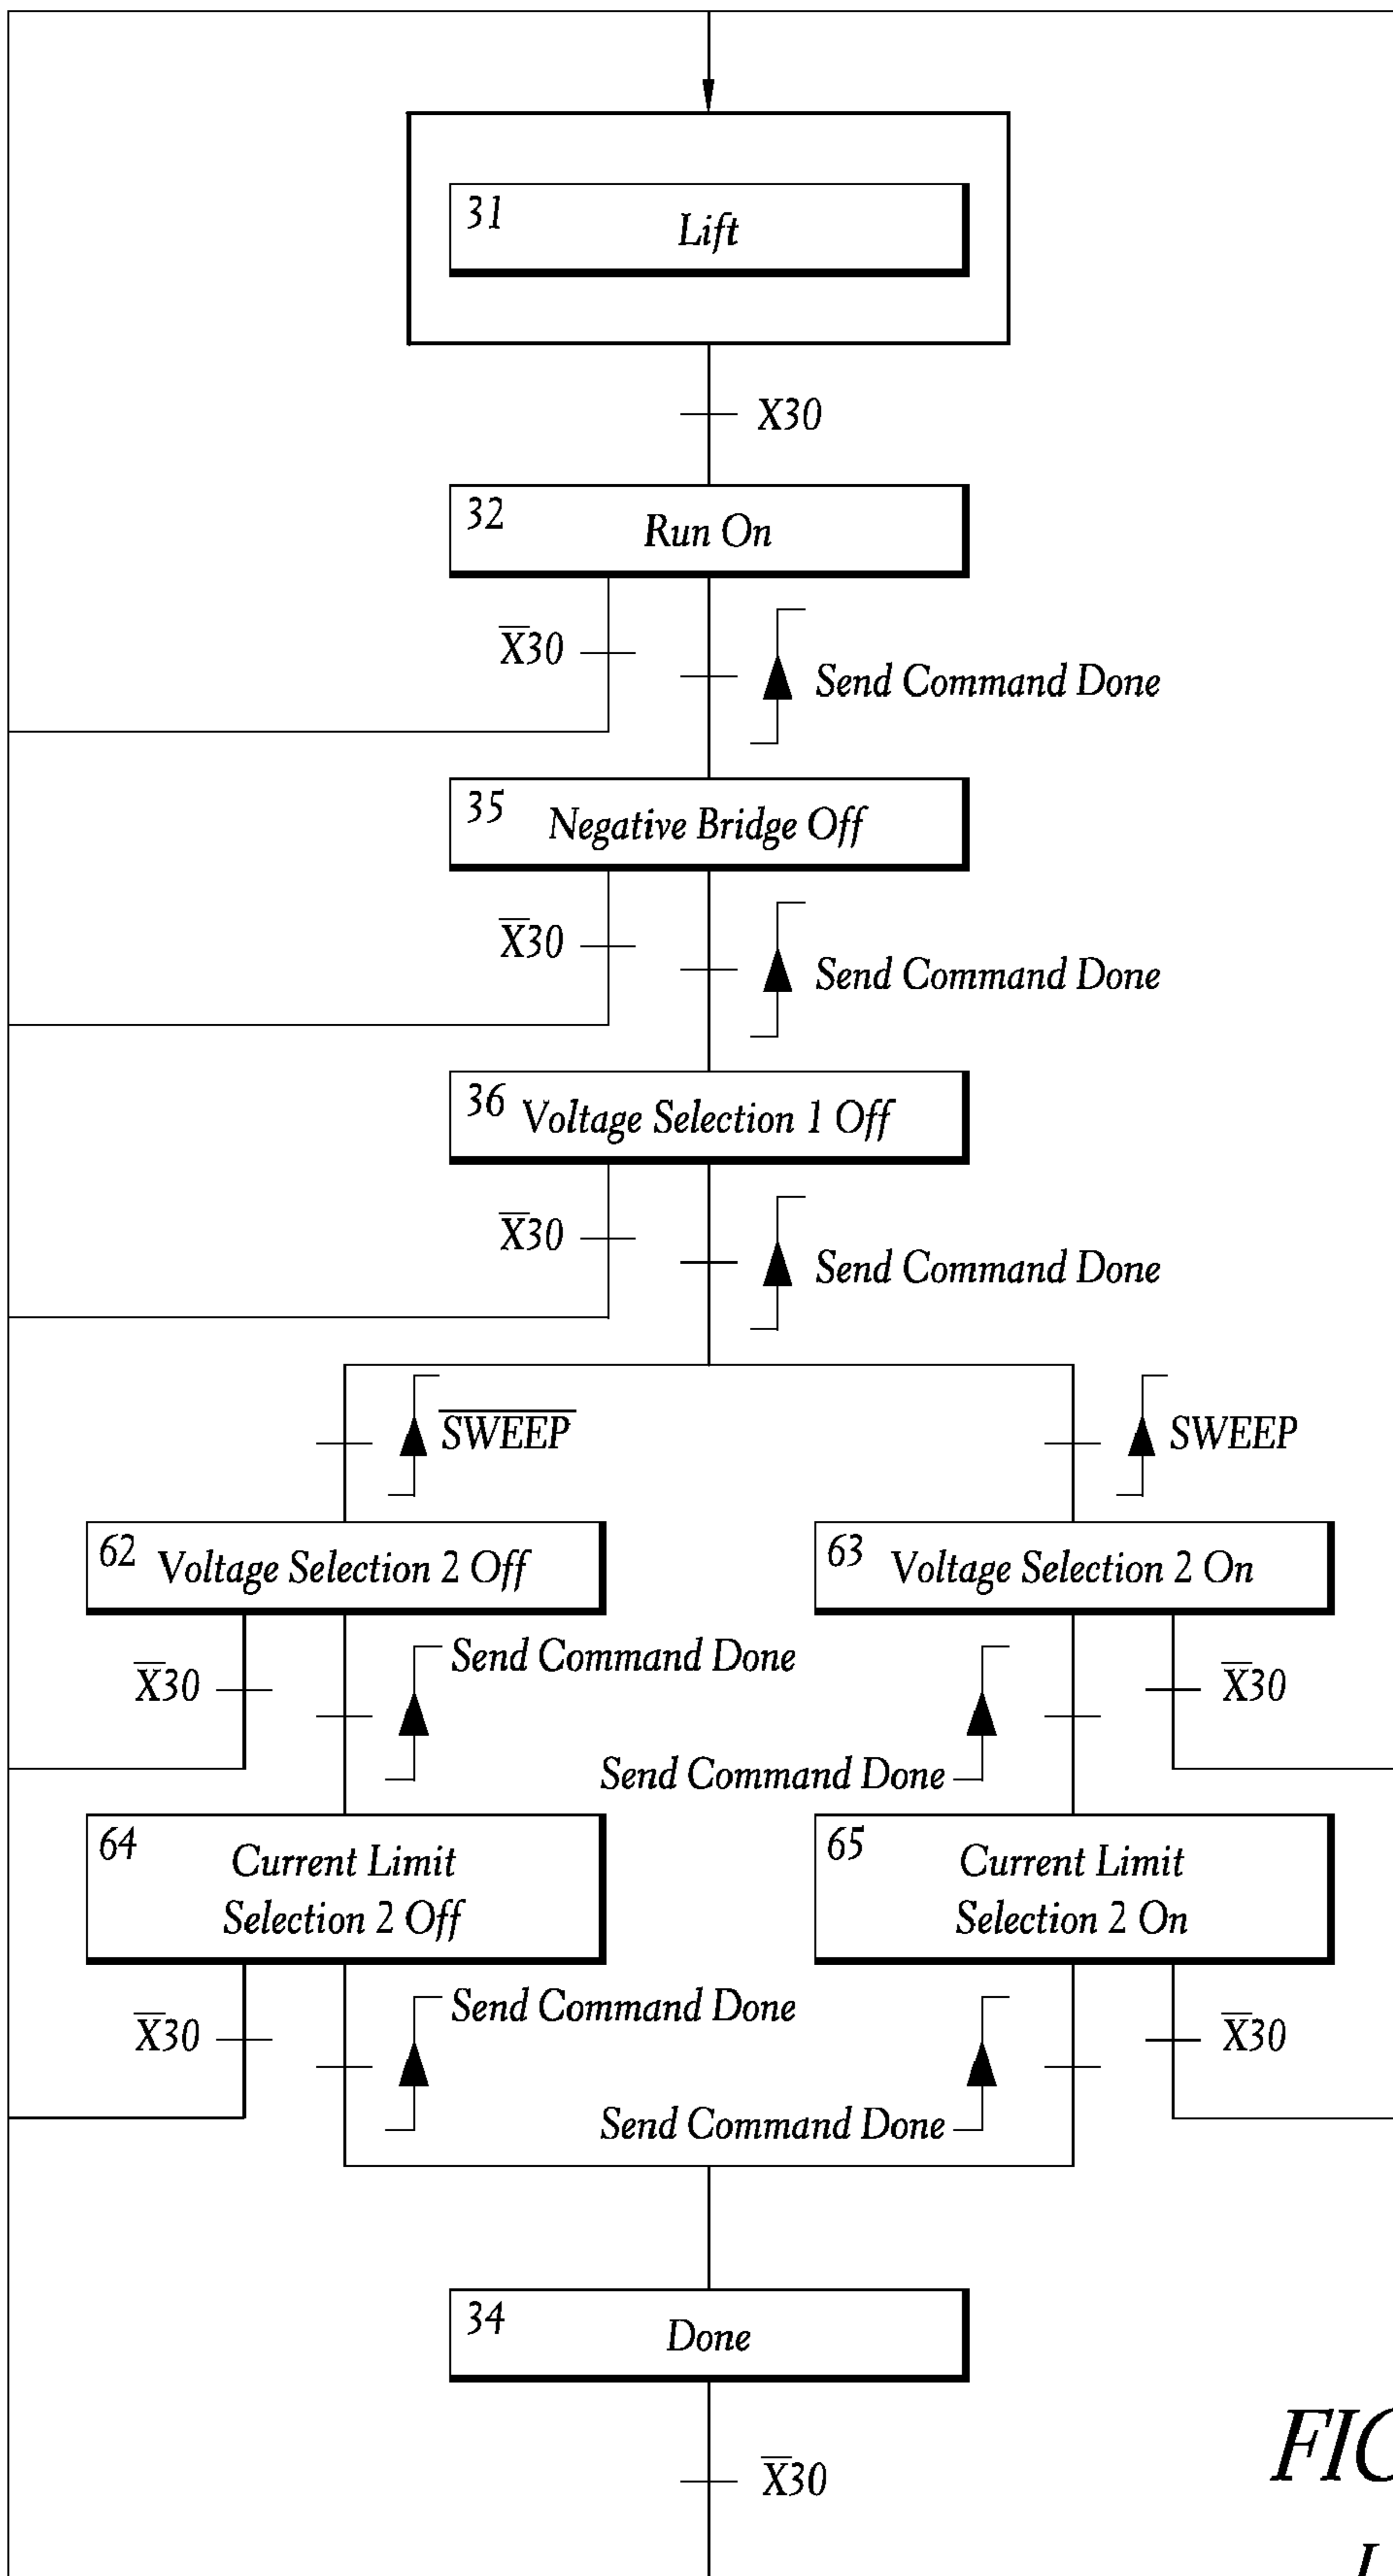 31 Lift
X30
32 Run On
X̅30
Send Command Done
35 Negative Bridge Off
X̅30
Send Command Done
36 Voltage Selection 1 Off
X̅30
Send Command Done
S̅W̅E̅E̅P̅
SWEEP
62 Voltage Selection 2 Off
63 Voltage Selection 2 On
Send Command Done
X̅30
X̅30
Send Command Done
64 Current Limit
Selection 2 Off
65 Current Limit
Selection 2 On
Send Command Done
X̅30
X̅30
Send Command Done
34 Done
X̅30